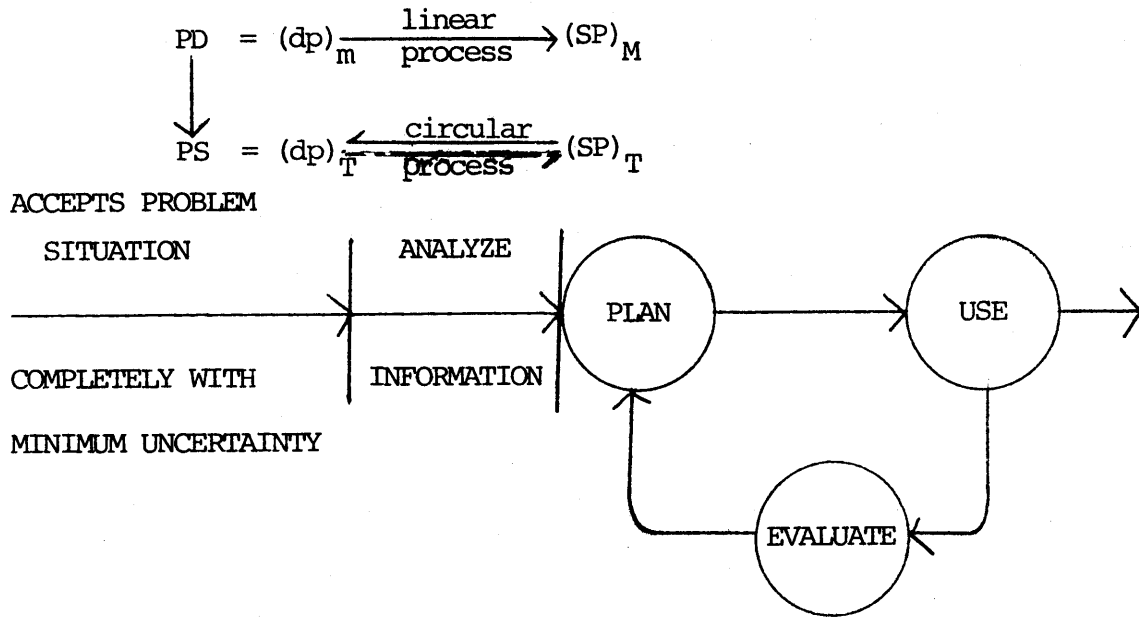 PD = (dp)m linear process (SP)M
PS = (dp)T circular process (SP)T
ACCEPTS PROBLEM
SITUATION
ANALYZE
PLAN
USE
COMPLETELY WITH
INFORMATION
MINIMUM UNCERTAINTY
EVALUATE